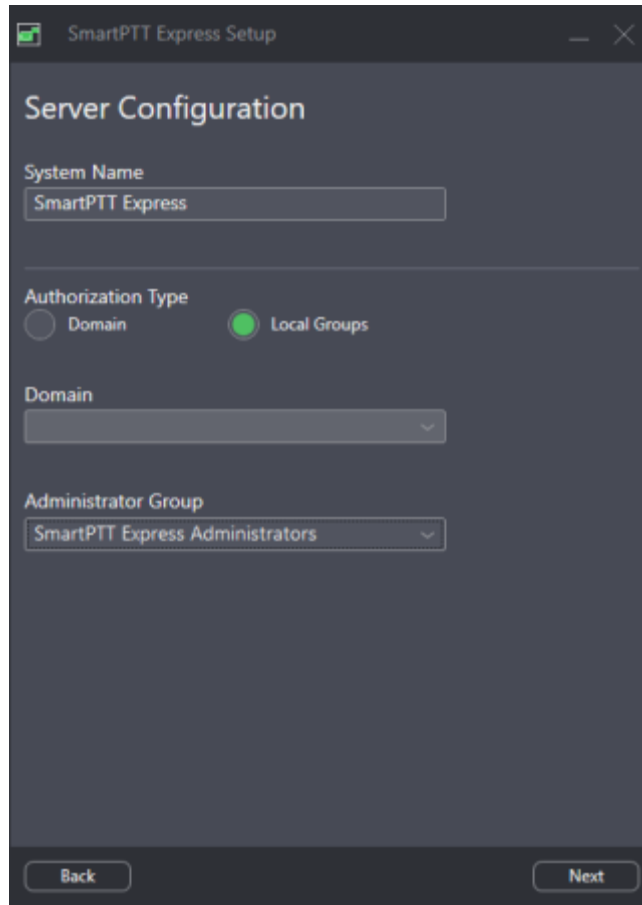 SmartPTT Express Setup
Server Configuration
System Name
SmartPTT Express
Authorization Type
Domain Local Groups
Domain
Administrator Group
SmartPTT Express Administrators
Back Next